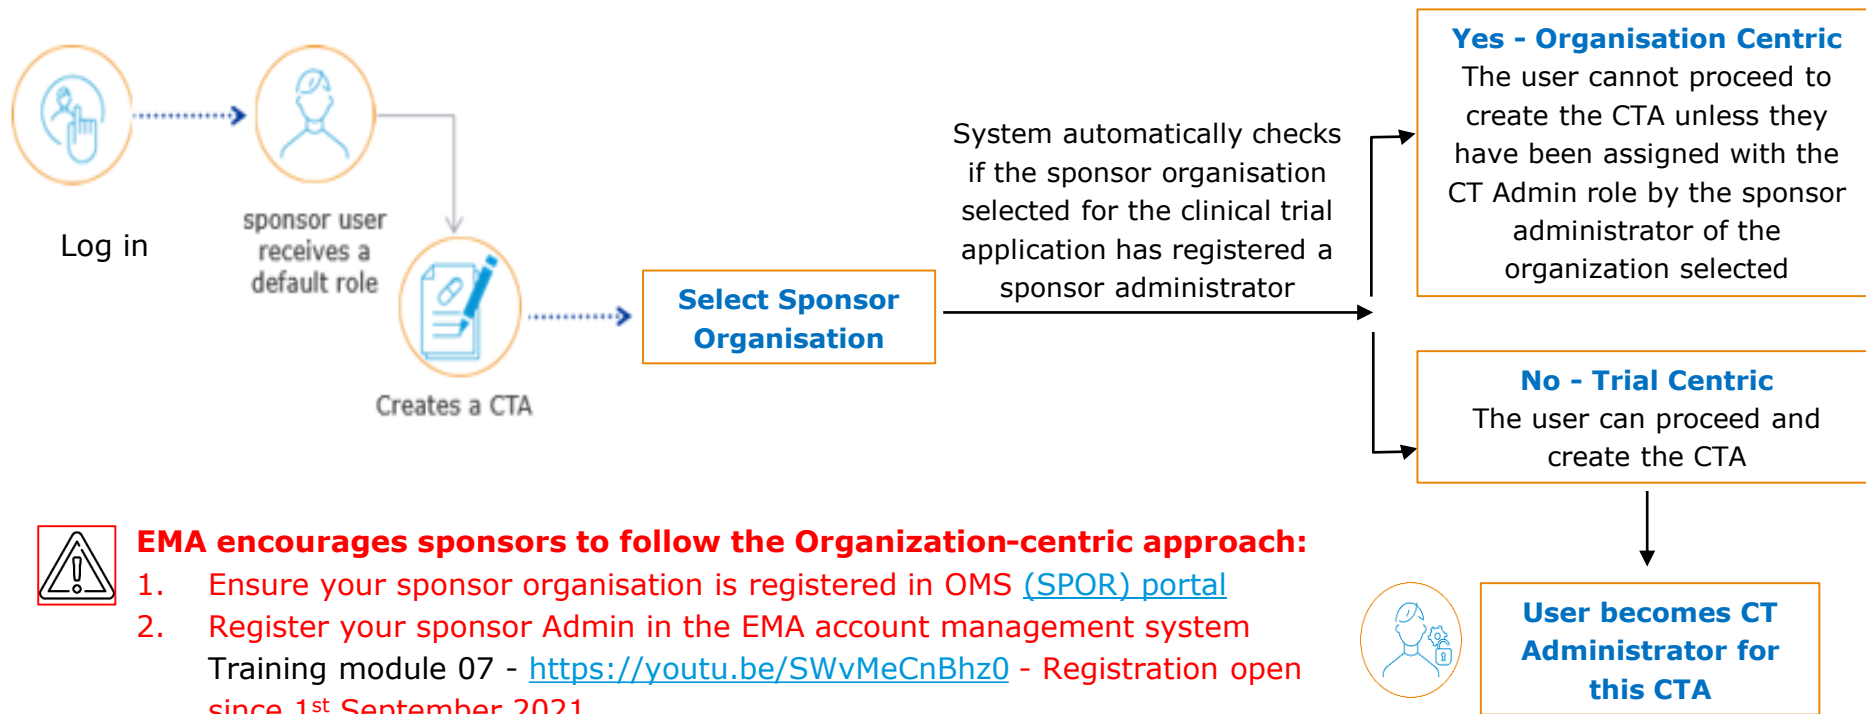 Log in
sponsor user
receives a
default role
Creates a CTA
Select Sponsor
Organisation
System automatically checks
if the sponsor organisation
selected for the clinical trial
application has registered a
sponsor administrator
Yes - Organisation Centric
The user cannot proceed to
create the CTA unless they
have been assigned with the
CT Admin role by the sponsor
administrator of the
organization selected
No - Trial Centric
The user can proceed and
create the CTA
User becomes CT
Administrator for
this CTA
EMA encourages sponsors to follow the Organization-centric approach:
1. Ensure your sponsor organisation is registered in OMS (SPOR) portal
2. Register your sponsor Admin in the EMA account management system
Training module 07 - https://youtu.be/SWvMeCnBhz0 - Registration open
since 1st September 2021